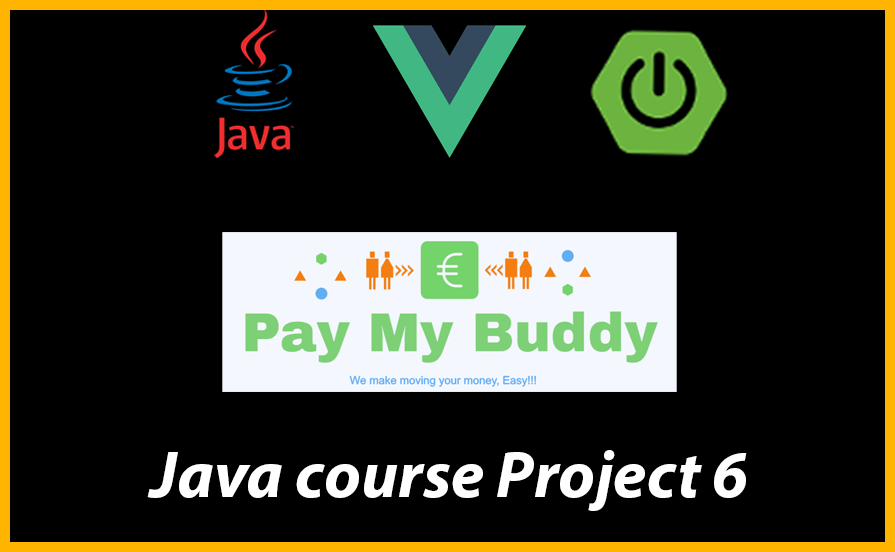 Java
€
Pay My Buddy
We make moving your money, Easy!!!
Java course Project 6